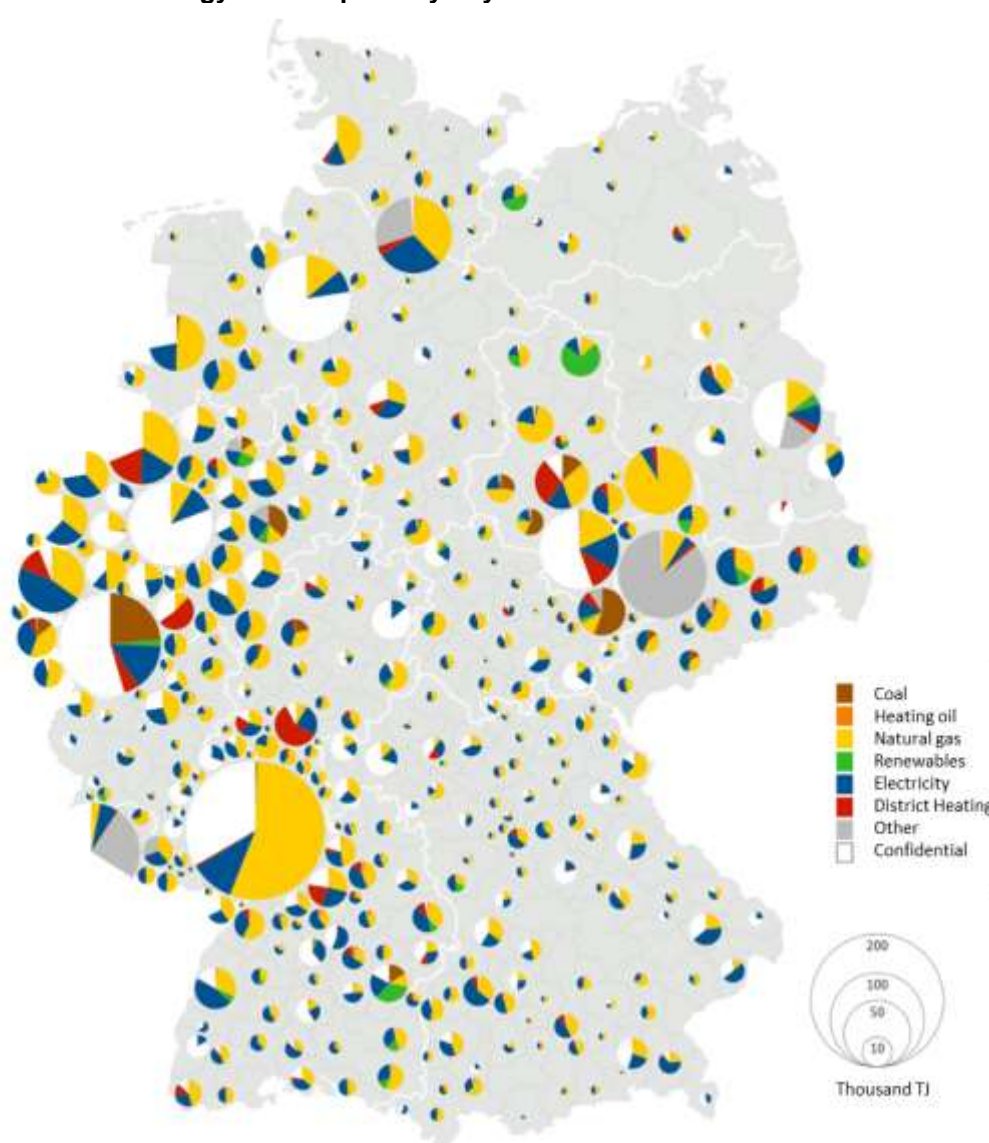 Coal
Heating oil
Natural gas
Renewables
Electricity
District Heating
Other
Confidential
200
100
50
10
Thousand TJ